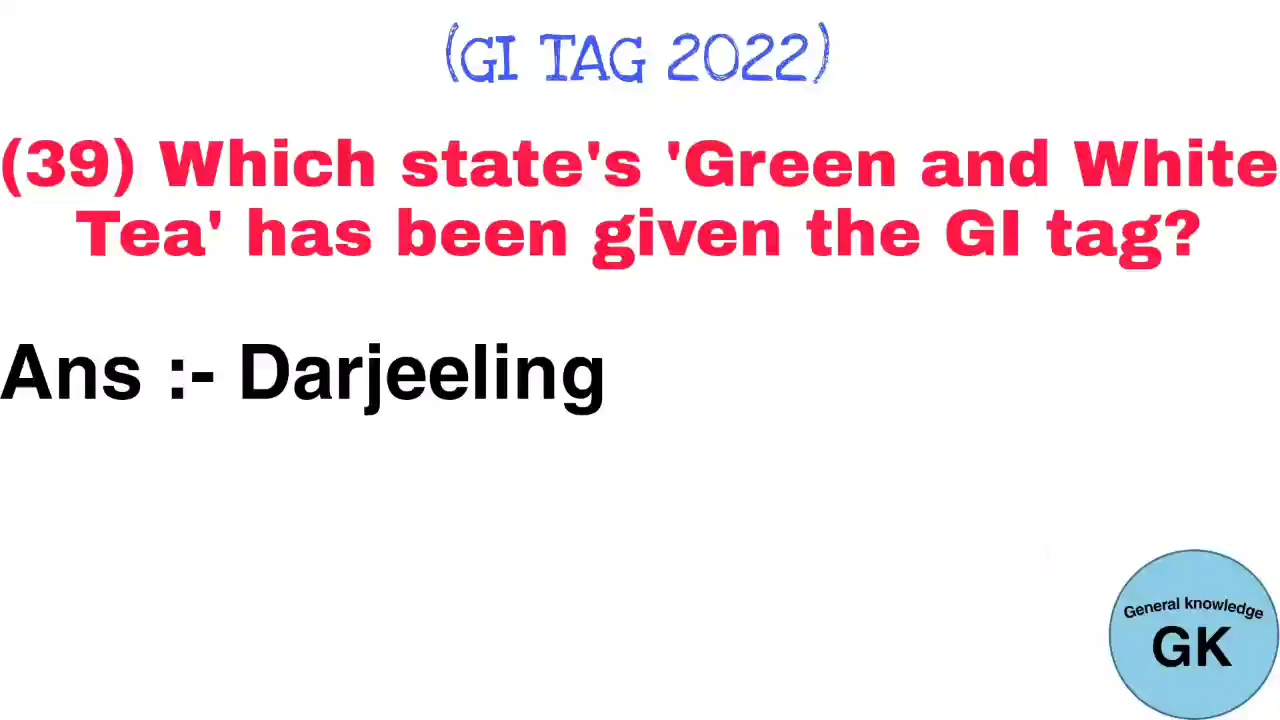 (GI TAG 2022)
(39) Which state's 'Green and White
Tea' has been given the GI tag?
Ans :- Darjeeling
General knowledge
GK